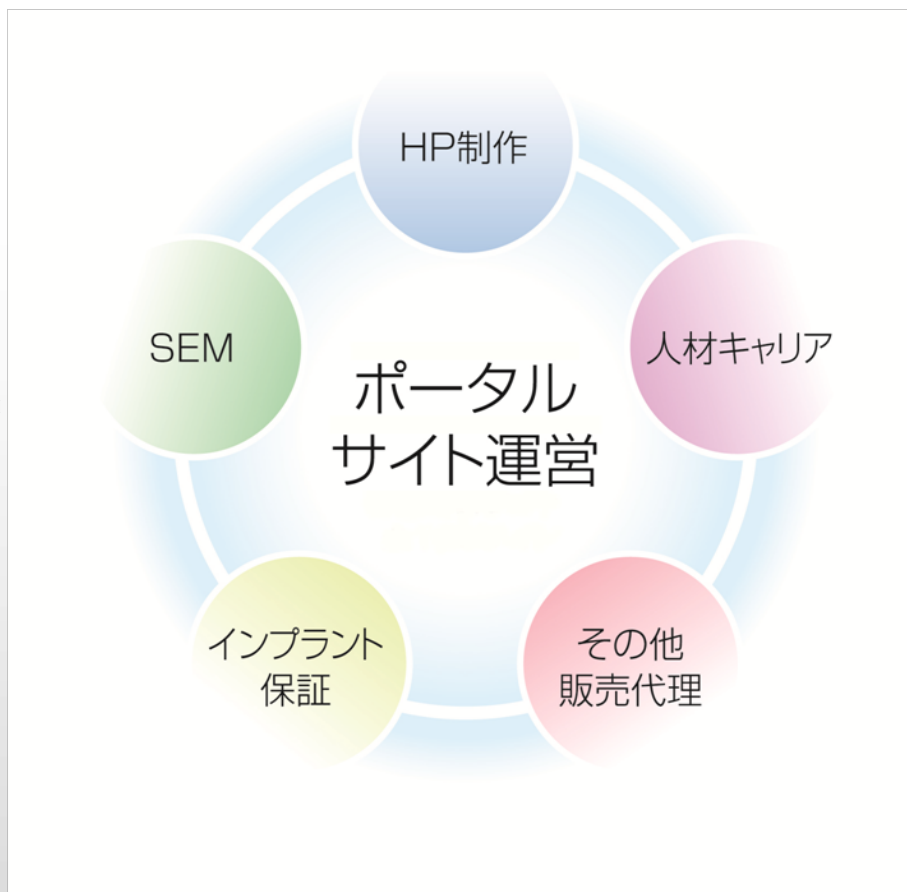 HP制作
SEM
人材キャリア
ポータル
サイト運営
インプラント
保証
その他
販売代理